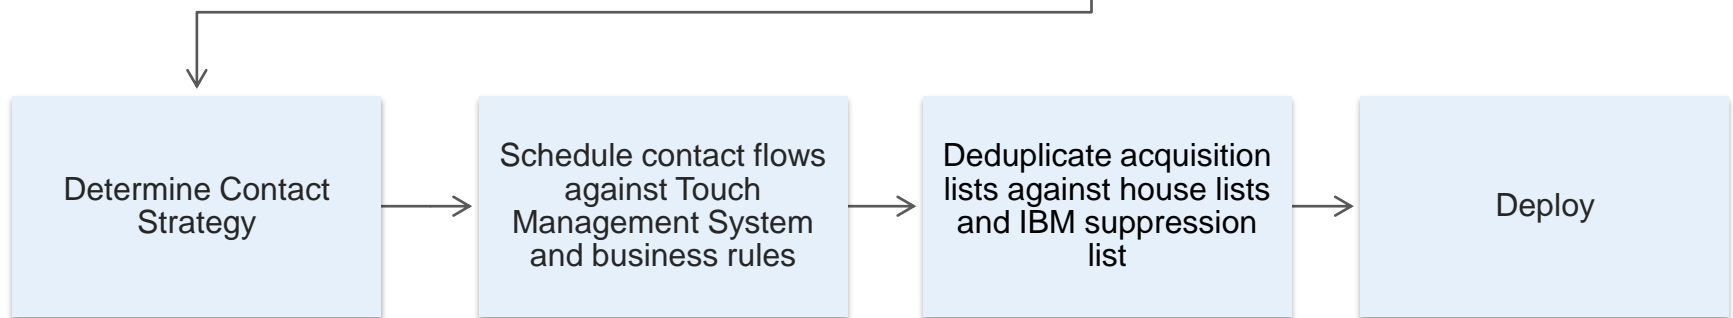 Determine Contact
Strategy
Schedule contact flows
against Touch
Management System
and business rules
Deduplicate acquisition
lists against house lists
and IBM suppression
list
Deploy